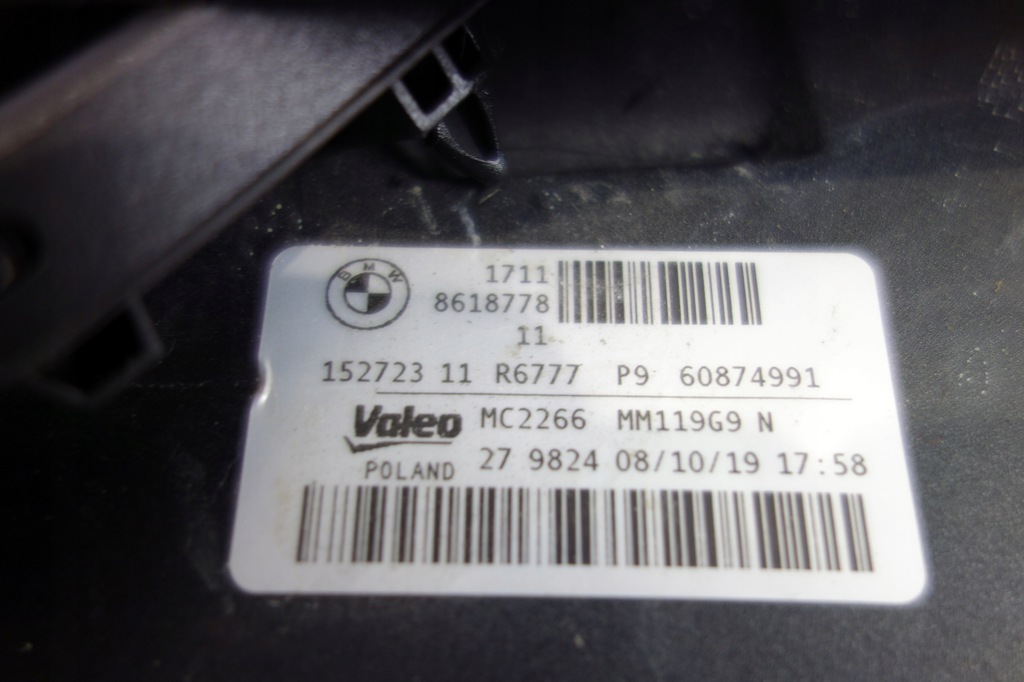 BMW
1711
8618778
11
152723 11 R6777 P9 60874991
Valeo MC2266 MM119G9 N
POLAND 27 9824 08/10/19 17:58